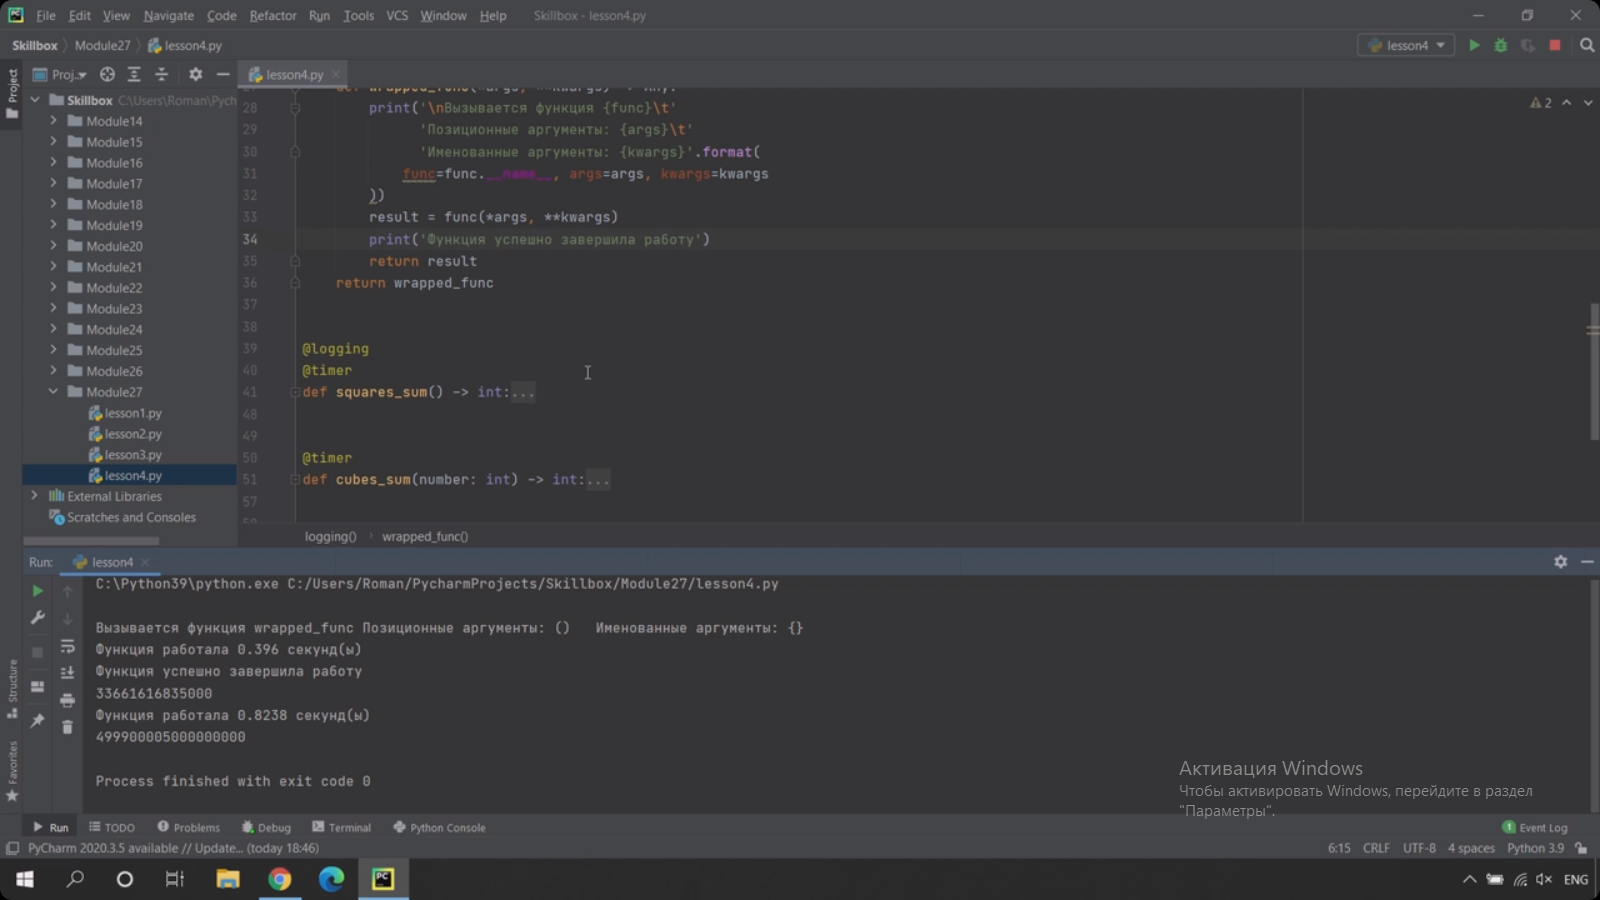 File Edit View Navigate Code Refactor Run Tools VCS Window Help Skillbox - lesson4.py
Skillbox Module27 lesson4.py lesson4
Project
Proj.. lesson4.py
Skillbox C:\Users\Roman\Pych
Module14
Module15
Module16
Module17
Module18
Module19
Module20
Module21
Module22
Module23
Module24
Module25
Module26
Module27
lesson1.py
lesson2.py
lesson3.py
lesson4.py
External Libraries
Scratches and Consoles
2
28 print('\nВызывается функция {func}\t'
29 'Позиционные аргументы: {args}\t'
30 'Именованные аргументы: {kwargs}'.format(
31 func=func.__name__, args=args, kwargs=kwargs
32 ))
33 result = func(*args, **kwargs)
34 print('Функция успешно завершила работу')
35 return result
36 return wrapped_func
37
38
39 @logging
40 @timer
41 def squares_sum() -> int:...
48
49
50 @timer
51 def cubes_sum(number: int) -> int:...
57
logging() wrapped_func()
Run: lesson4
C:\Python39\python.exe C:/Users/Roman/PycharmProjects/Skillbox/Module27/lesson4.py
Вызывается функция wrapped_func Позиционные аргументы: () Именованные аргументы: {}
Функция работала 0.396 секунд(ы)
Функция успешно завершила работу
33661616835000
Функция работала 0.8238 секунд(ы)
499900005000000000
Process finished with exit code 0
Structure
Favorites
Активация Windows
Чтобы активировать Windows, перейдите в раздел
"Параметры".
Run TODO Problems Debug Terminal Python Console 1 Event Log
PyCharm 2020.3.5 available // Update... (today 18:46) 6:15 CRLF UTF-8 4 spaces Python 3.9
PC ENG